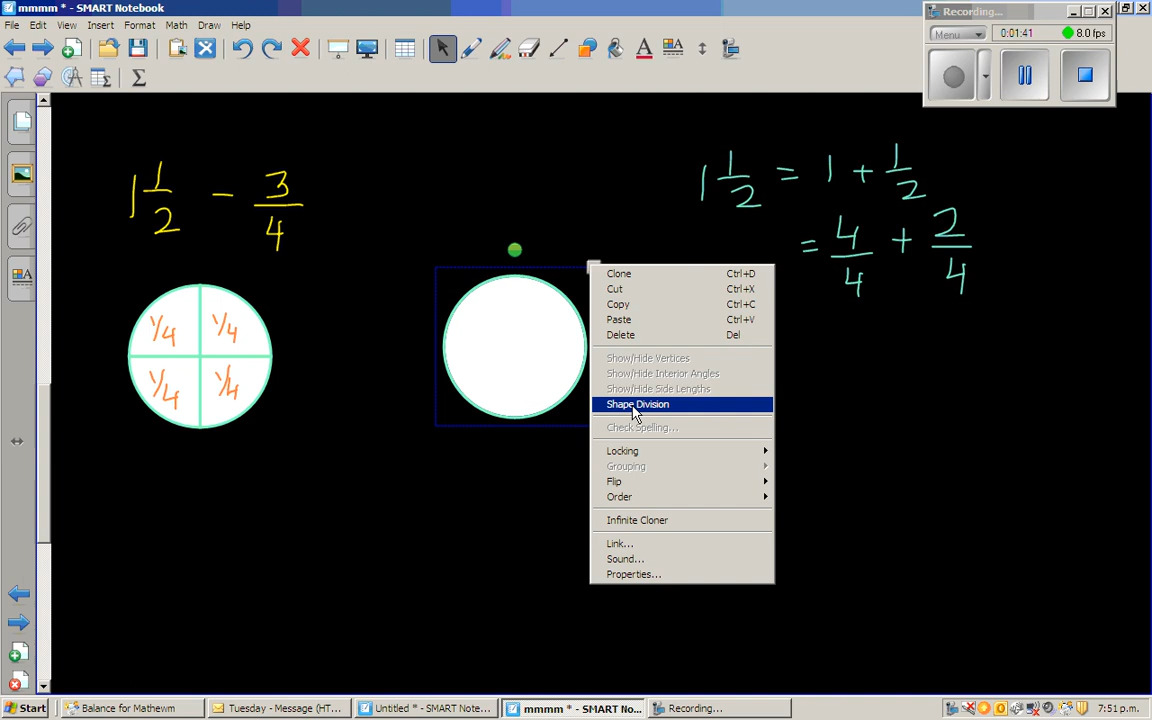 mmmm * - SMART Notebook
File Edit View Insert Format Math Draw Help
Recording...
Menu 0:01:41 8.0 fps
1 1/2 - 3/4
1 1/2 = 1 + 1/2
= 4/4 + 2/4
1/4 1/4
1/4 1/4
Clone Ctrl+D
Cut Ctrl+X
Copy Ctrl+C
Paste Ctrl+V
Delete Del
Show/Hide Vertices
Show/Hide Interior Angles
Show/Hide Side Lengths
Shape Division
Check Spelling...
Locking
Grouping
Flip
Order
Infinite Cloner
Link...
Sound...
Properties...
Start Balance for Mathewm Tuesday - Message (HT... Untitled * - SMART Note... mmmm * - SMART No... Recording... 7:51 p.m.